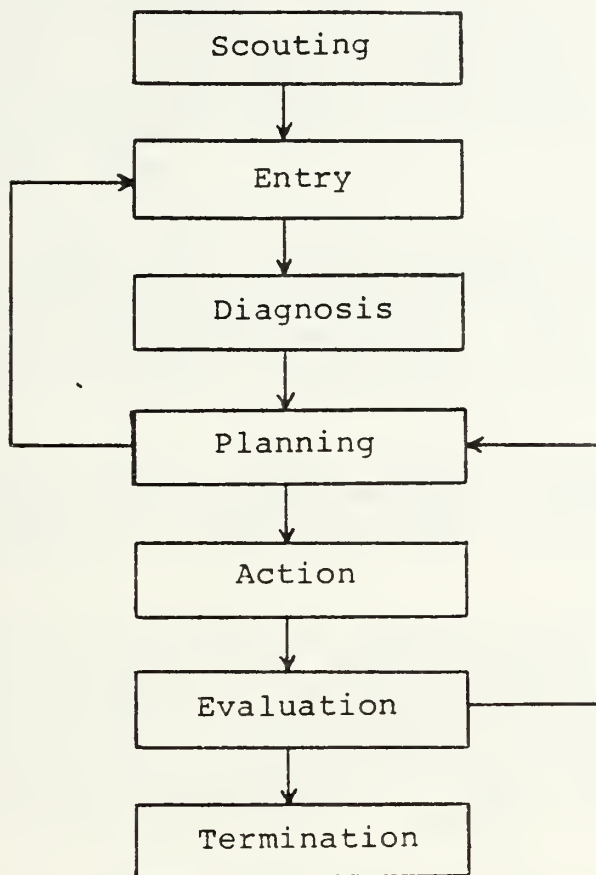 Scouting
Entry
Diagnosis
Planning
Action
Evaluation
Termination